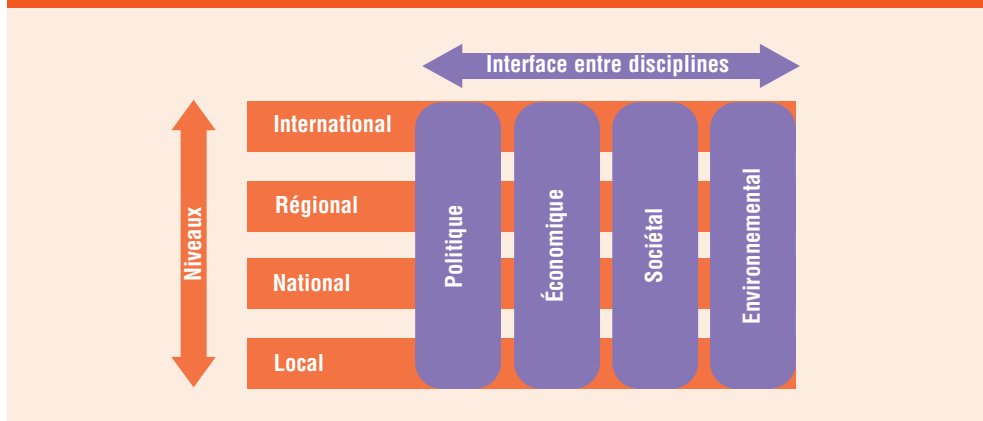 Interface entre disciplines
International
Régional
National
Local
Niveaux
Politique
Économique
Sociétal
Environnemental